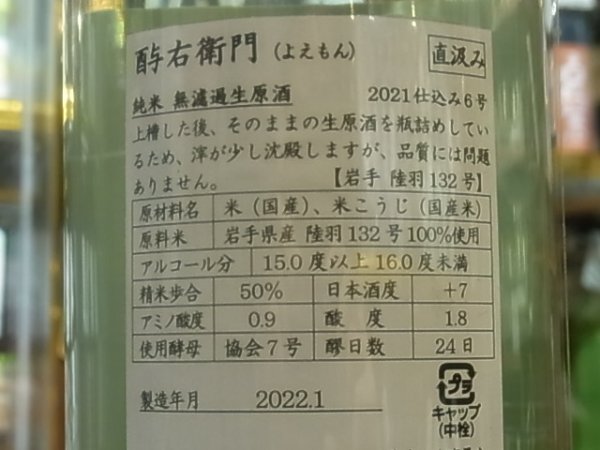 酉与右衛門（よえもん） 直汲み
純米 無濾過生原酒 2021仕込み6号
上槽した後、そのままの生原酒を瓶詰めしてい
るため、滓が少し沈殿しますが、品質には問題
ありません。 【岩手 陸羽132号】
原材料名 米（国産）、米こうじ（国産米）
原料米 岩手県産 陸羽132号100%使用
アルコール分 15.0度以上 16.0度未満
精米歩合 50% 日本酒度 +7
アミノ酸度 0.9 酸度 1.8
使用酵母 協会7号 醪日数 24日
製造年月 2022.1
プラ
キャップ
（中栓）